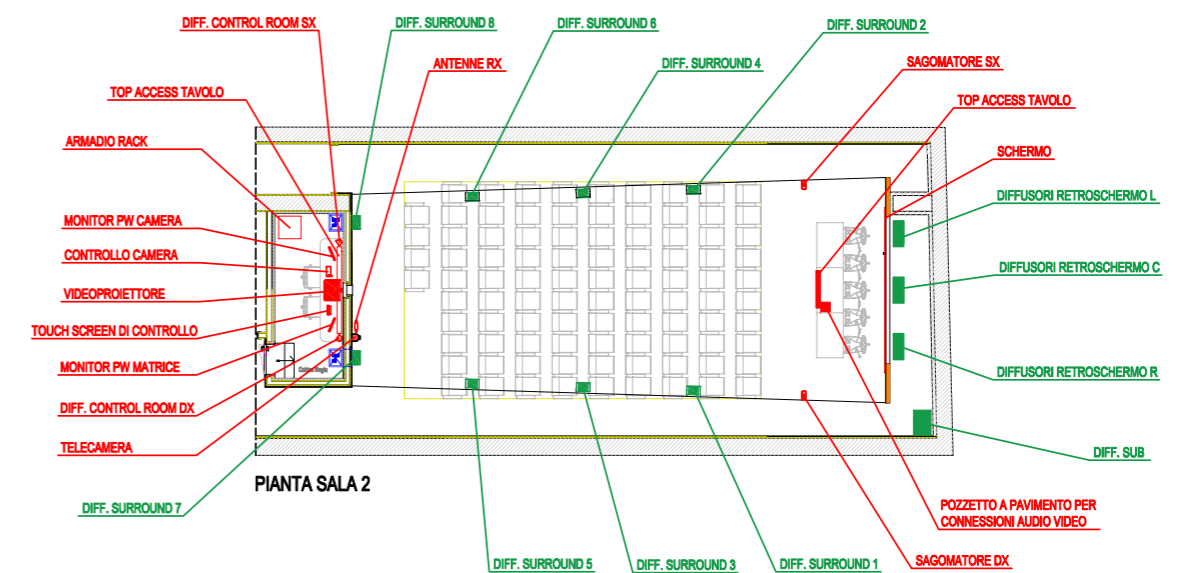 DIFF. CONTROL ROOM SX
DIFF. SURROUND 8
DIFF. SURROUND 6
DIFF. SURROUND 2
ANTENNE RX
DIFF. SURROUND 4
SAGOMATORE SX
TOP ACCESS TAVOLO
TOP ACCESS TAVOLO
ARMADIO RACK
SCHERMO
DIFFUSORI RETROSCHERMO L
MONITOR PW CAMERA
CONTROLLO CAMERA
DIFFUSORI RETROSCHERMO C
VIDEOPROIETTORE
TOUCH SCREEN DI CONTROLLO
MONITOR PW MATRICE
Cabina Regia
DIFFUSORI RETROSCHERMO R
DIFF. CONTROL ROOM DX
TELECAMERA
DIFF. SUB
PIANTA SALA 2
DIFF. SURROUND 7
POZZETTO A PAVIMENTO PER
CONNESSIONI AUDIO VIDEO
DIFF. SURROUND 5
DIFF. SURROUND 3
DIFF. SURROUND 1
SAGOMATORE DX